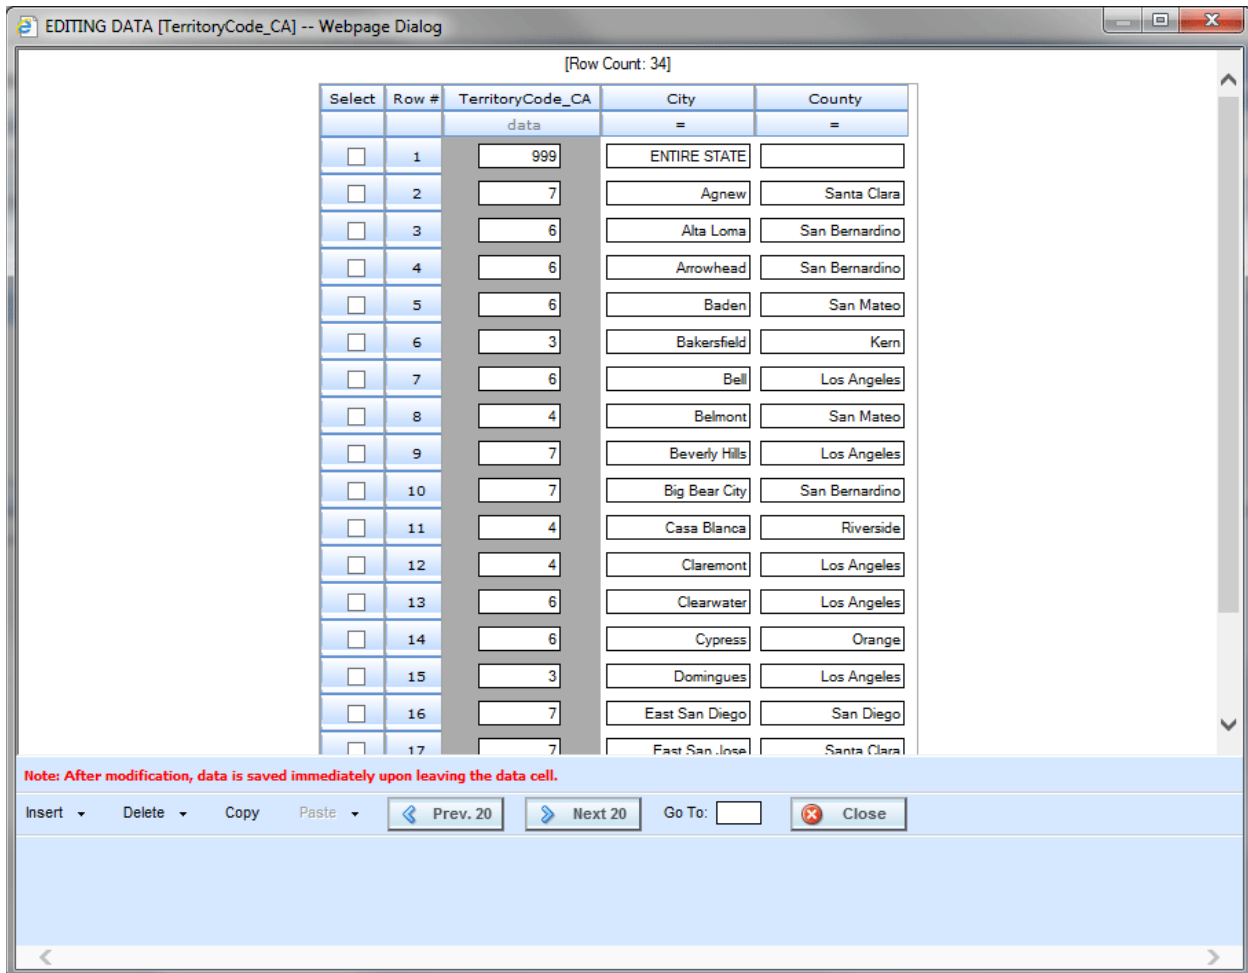 EDITING DATA [TerritoryCode_CA] -- Webpage Dialog
[Row Count: 34]
Select Row # TerritoryCode_CA City County
data = =
1 999 ENTIRE STATE
2 7 Agnew Santa Clara
3 6 Alta Loma San Bernardino
4 6 Arrowhead San Bernardino
5 6 Baden San Mateo
6 3 Bakersfield Kern
7 6 Bell Los Angeles
8 4 Belmont San Mateo
9 7 Beverly Hills Los Angeles
10 7 Big Bear City San Bernardino
11 4 Casa Blanca Riverside
12 4 Claremont Los Angeles
13 6 Clearwater Los Angeles
14 6 Cypress Orange
15 3 Domingues Los Angeles
16 7 East San Diego San Diego
17 7 East San Jose Santa Clara
Note: After modification, data is saved immediately upon leaving the data cell.
Insert Delete Copy Paste Prev. 20 Next 20 Go To: Close